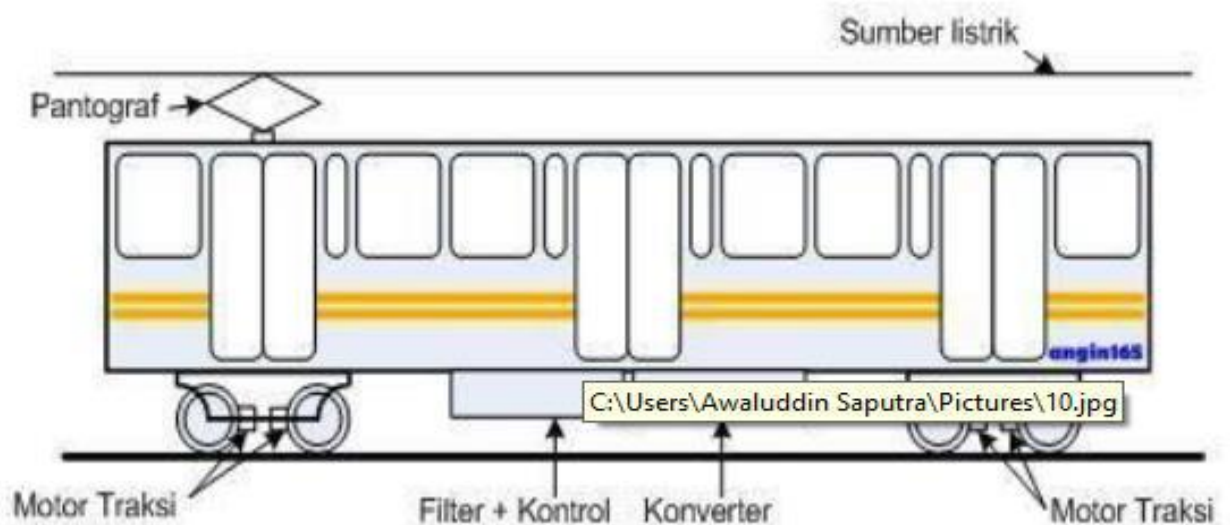 Sumber listrik
Pantograf
angin165
C:\Users\Awaluddin Saputra\Pictures\10.jpg
Motor Traksi
Filter + Kontrol
Konverter
Motor Traksi